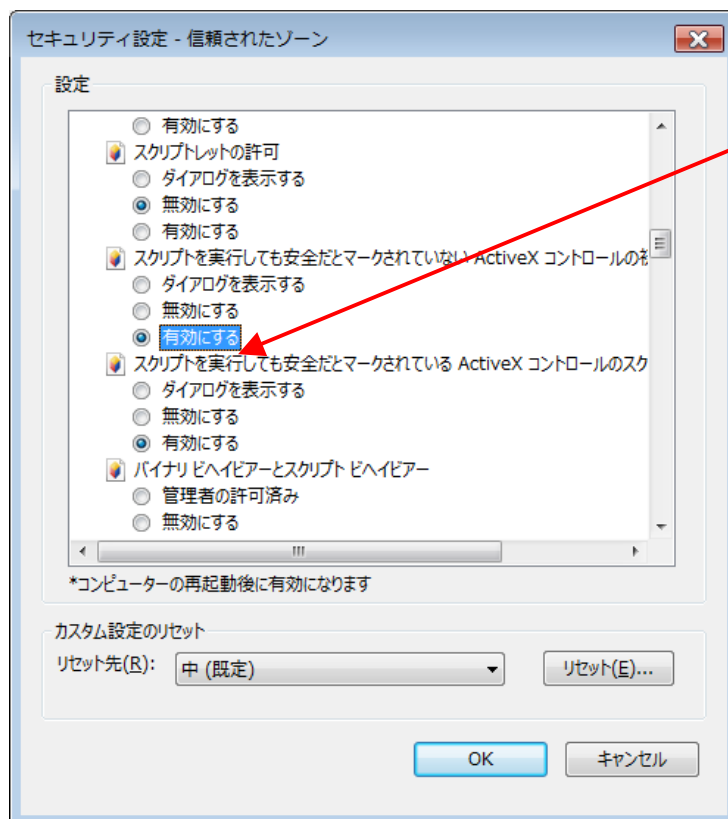 セキュリティ設定 - 信頼されたゾーン
設定
有効にする
スクリプトレットの許可
ダイアログを表示する
無効にする
有効にする
スクリプトを実行しても安全だとマークされていない ActiveX コントロールの初
ダイアログを表示する
無効にする
有効にする
スクリプトを実行しても安全だとマークされている ActiveX コントロールのスク
ダイアログを表示する
無効にする
有効にする
バイナリ ビヘイビアーとスクリプト ビヘイビアー
管理者の許可済み
無効にする
*コンピューターの再起動後に有効になります
カスタム設定のリセット
リセット先(R): 中 (既定) リセット(E)...
OK キャンセル